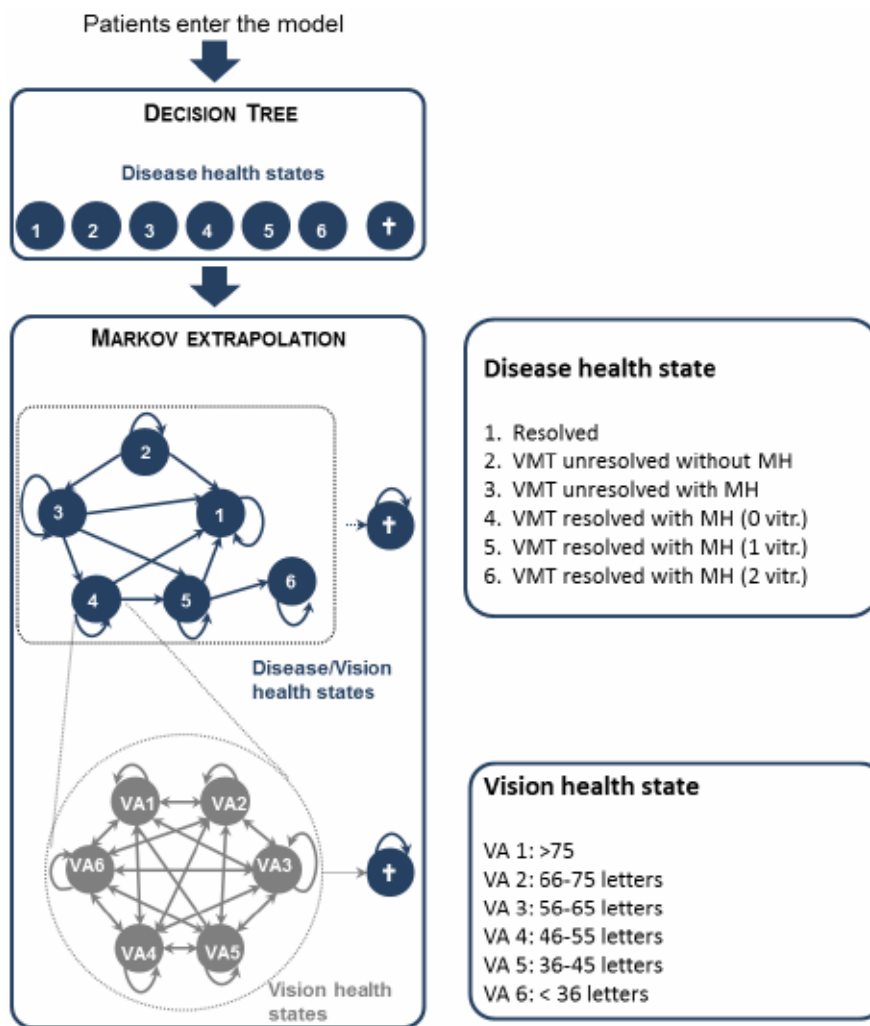 Patients enter the model
DECISION TREE
Disease health states
1 2 3 4 5 6 ✝
MARKOV EXTRAPOLATION
2
3
1
✝
4
5
6
Disease/Vision
health states
VA1
VA2
VA6
VA3
✝
VA4
VA5
Vision health
states
Disease health state
1. Resolved
2. VMT unresolved without MH
3. VMT unresolved with MH
4. VMT resolved with MH (0 vitr.)
5. VMT resolved with MH (1 vitr.)
6. VMT resolved with MH (2 vitr.)
Vision health state
VA 1: >75
VA 2: 66-75 letters
VA 3: 56-65 letters
VA 4: 46-55 letters
VA 5: 36-45 letters
VA 6: < 36 letters